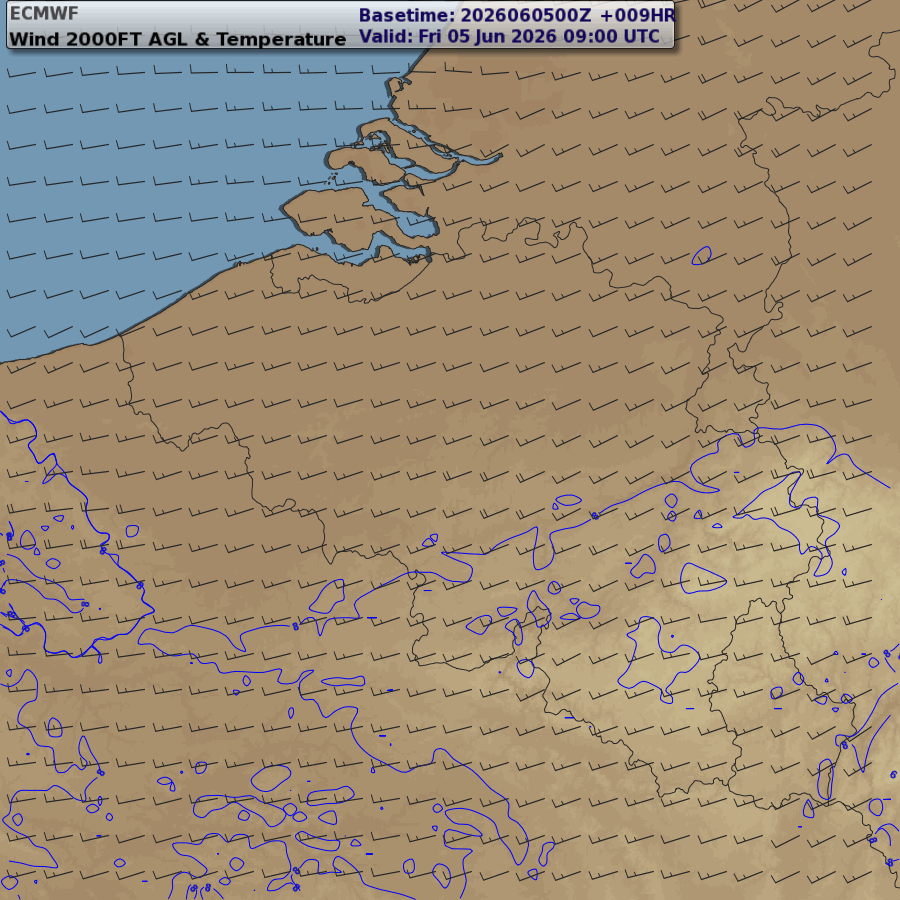 ECMWF
Basetime: 2026060500Z +009HR
Wind 2000FT AGL & Temperature
Valid: Fri 05 Jun 2026 09:00 UTC